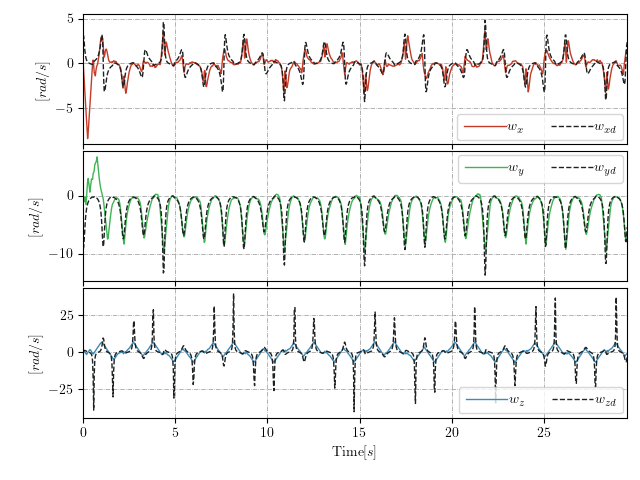 5
0
−5
[rad/s]
w_x w_xd
0
−10
[rad/s]
w_y w_yd
25
0
−25
[rad/s]
w_z w_zd
0 5 10 15 20 25
Time[s]